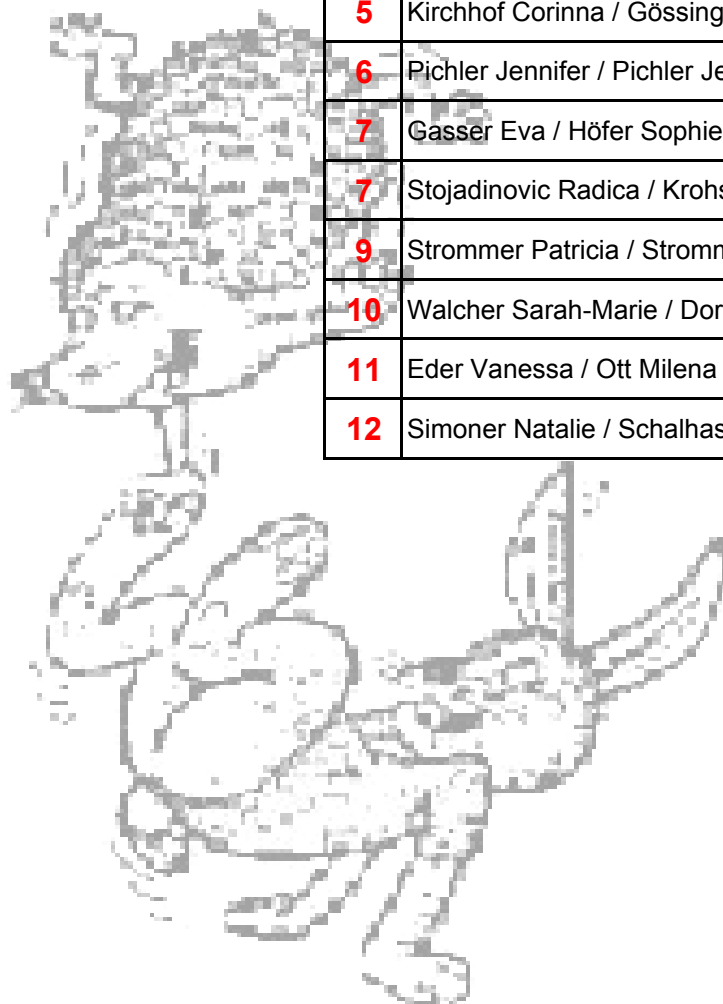 5 Kirchhof Corinna / Gössing
6 Pichler Jennifer / Pichler Je
7 Gasser Eva / Höfer Sophie
7 Stojadinovic Radica / Krohs
9 Strommer Patricia / Stromm
10 Walcher Sarah-Marie / Dor
11 Eder Vanessa / Ott Milena
12 Simoner Natalie / Schalhas